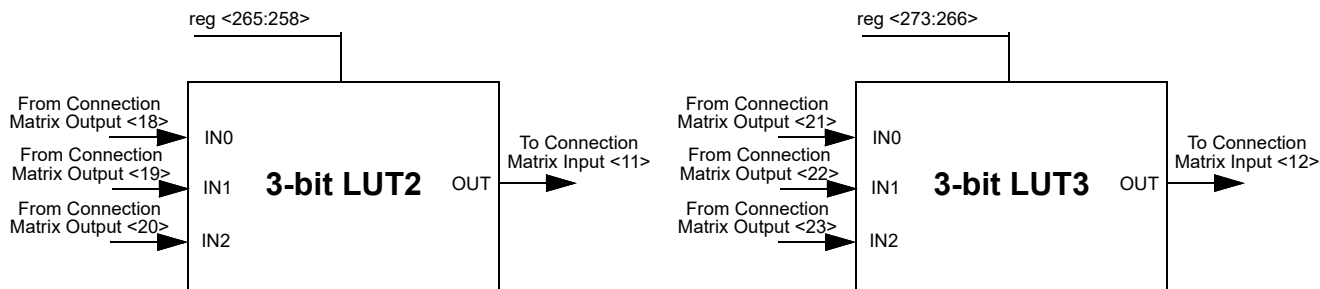 reg <265:258>
From Connection
Matrix Output <18>
IN0
From Connection
Matrix Output <19>
IN1
From Connection
Matrix Output <20>
IN2
3-bit LUT2
OUT
To Connection
Matrix Input <11>
reg <273:266>
From Connection
Matrix Output <21>
IN0
From Connection
Matrix Output <22>
IN1
From Connection
Matrix Output <23>
IN2
3-bit LUT3
OUT
To Connection
Matrix Input <12>